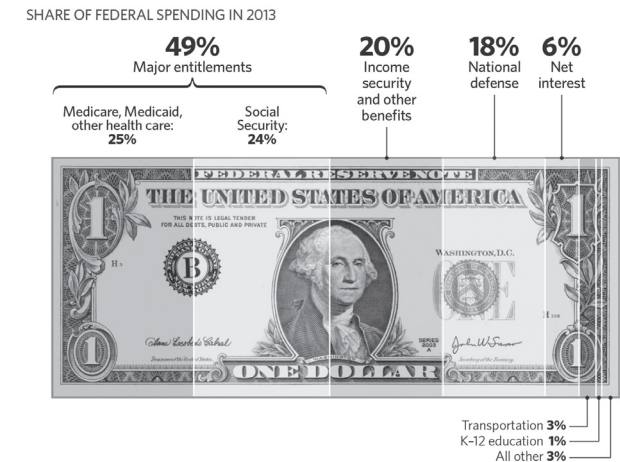 SHARE OF FEDERAL SPENDING IN 2013
49%
Major entitlements
Medicare, Medicaid,
other health care:
25%
Social
Security:
24%
20%
Income
security
and other
benefits
18%
National
defense
6%
Net
interest
FEDERAL RESERVE NOTE
THE UNITED STATES OF AMERICA
1
1
THIS NOTE IS LEGAL TENDER
FOR ALL DEBTS, PUBLIC AND PRIVATE
WASHINGTON, D.C.
B
ONE
SERIES
2003
A
1
1
ONE DOLLAR
Transportation 3%
K–12 education 1%
All other 3%